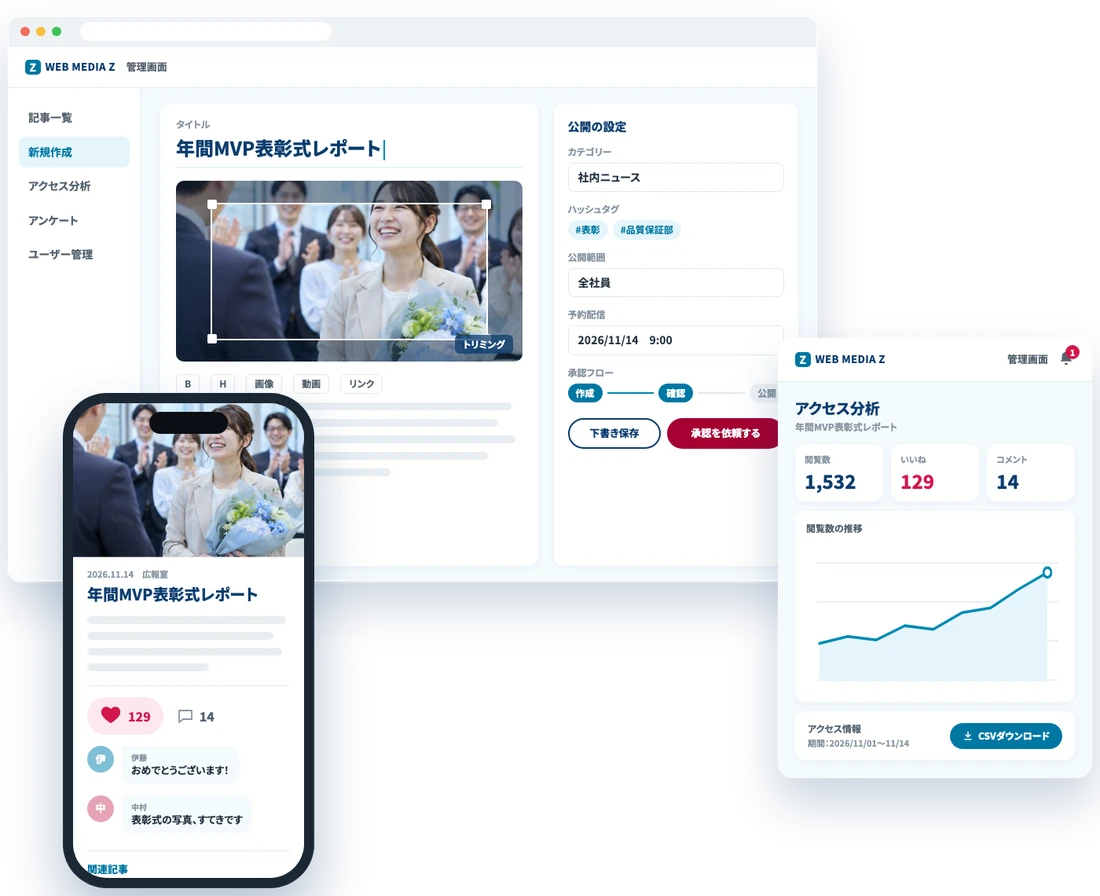 Z WEB MEDIA Z 管理画面
記事一覧
新規作成
アクセス分析
アンケート
ユーザー管理
タイトル
年間MVP表彰式レポート
トリミング
B H 画像 動画 リンク
公開の設定
カテゴリー
社内ニュース
ハッシュタグ
#表彰 #品質保証部
公開範囲
全社員
予約配信
2026/11/14 9:00
承認フロー
作成 確認 公開
下書き保存 承認を依頼する
2026.11.14 広報室
年間MVP表彰式レポート
129 14
伊 伊藤
おめでとうございます!
中 中村
表彰式の写真、すてきです
関連記事
Z WEB MEDIA Z 管理画面 1
アクセス分析
年間MVP表彰式レポート
閲覧数 いいね コメント
1,532 129 14
閲覧数の推移
アクセス情報
期間:2026/11/01〜11/14
CSVダウンロード